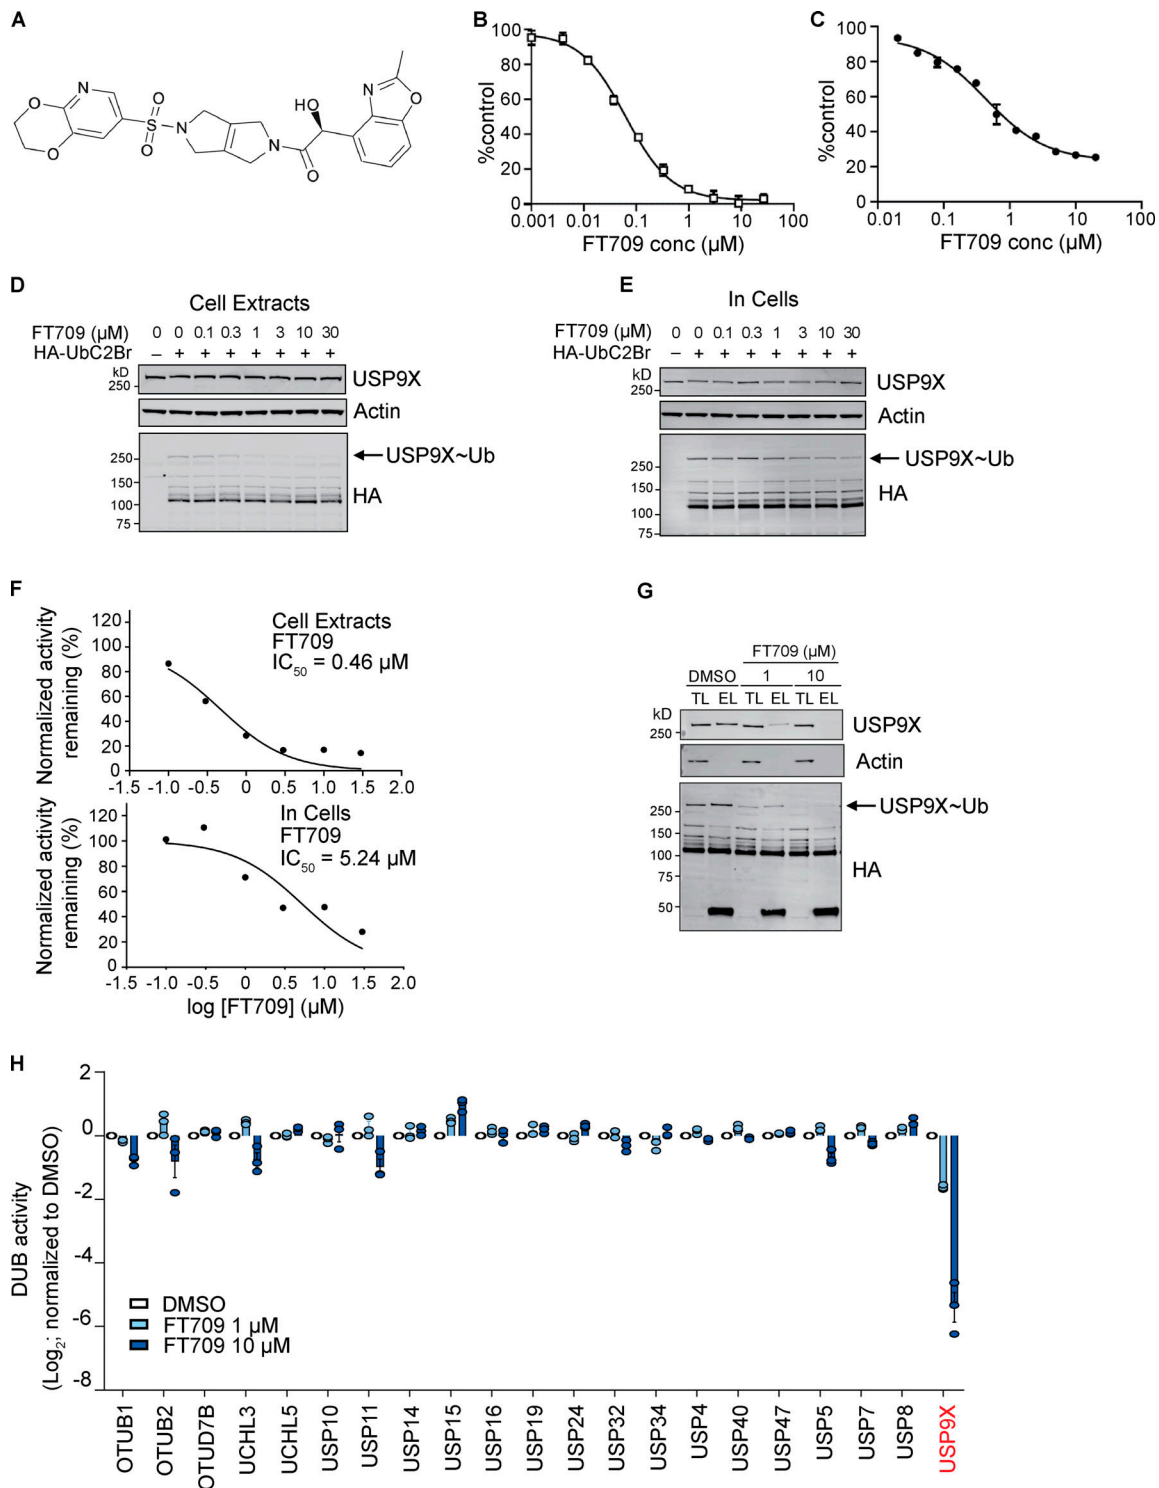 A
N
O
O
S
O
O
N
N
O
HO
N
O
B
100
80
60
40
20
0
%control
0.001 0.01 0.1 1 10 100
FT709 conc (µM)
C
100
80
60
40
20
0
%control
0.01 0.1 1 10 100
FT709 conc (µM)
D
Cell Extracts
FT709 (µM) 0 0 0.1 0.3 1 3 10 30
HA-UbC2Br – + + + + + + +
kD
250
USP9X
Actin
250
150
100
75
USP9X~Ub
HA
E
In Cells
FT709 (µM) 0 0 0.1 0.3 1 3 10 30
HA-UbC2Br – + + + + + + +
kD
250
USP9X
Actin
250
150
100
75
USP9X~Ub
HA
F
Normalized activity
remaining (%)
120
100
80
60
40
20
0
Cell Extracts
FT709
IC50 = 0.46 µM
-1.5 -1.0 -0.5 0 0.5 1.0 1.5 2.0
Normalized activity
remaining (%)
120
100
80
60
40
20
0
In Cells
FT709
IC50 = 5.24 µM
-1.5 -1.0 -0.5 0 0.5 1.0 1.5 2.0
log [FT709] (µM)
G
FT709 (µM)
DMSO 1 10
TL EL TL EL TL EL
kD
250
USP9X
Actin
250
150
100
75
50
USP9X~Ub
HA
H
DUB activity
(Log2; normalized to DMSO)
2
0
-2
-4
-6
-8
DMSO
FT709 1 µM
FT709 10 µM
OTUB1
OTUB2
OTUD7B
UCHL3
UCHL5
USP10
USP11
USP14
USP15
USP16
USP19
USP24
USP32
USP34
USP4
USP40
USP47
USP5
USP7
USP8
USP9X